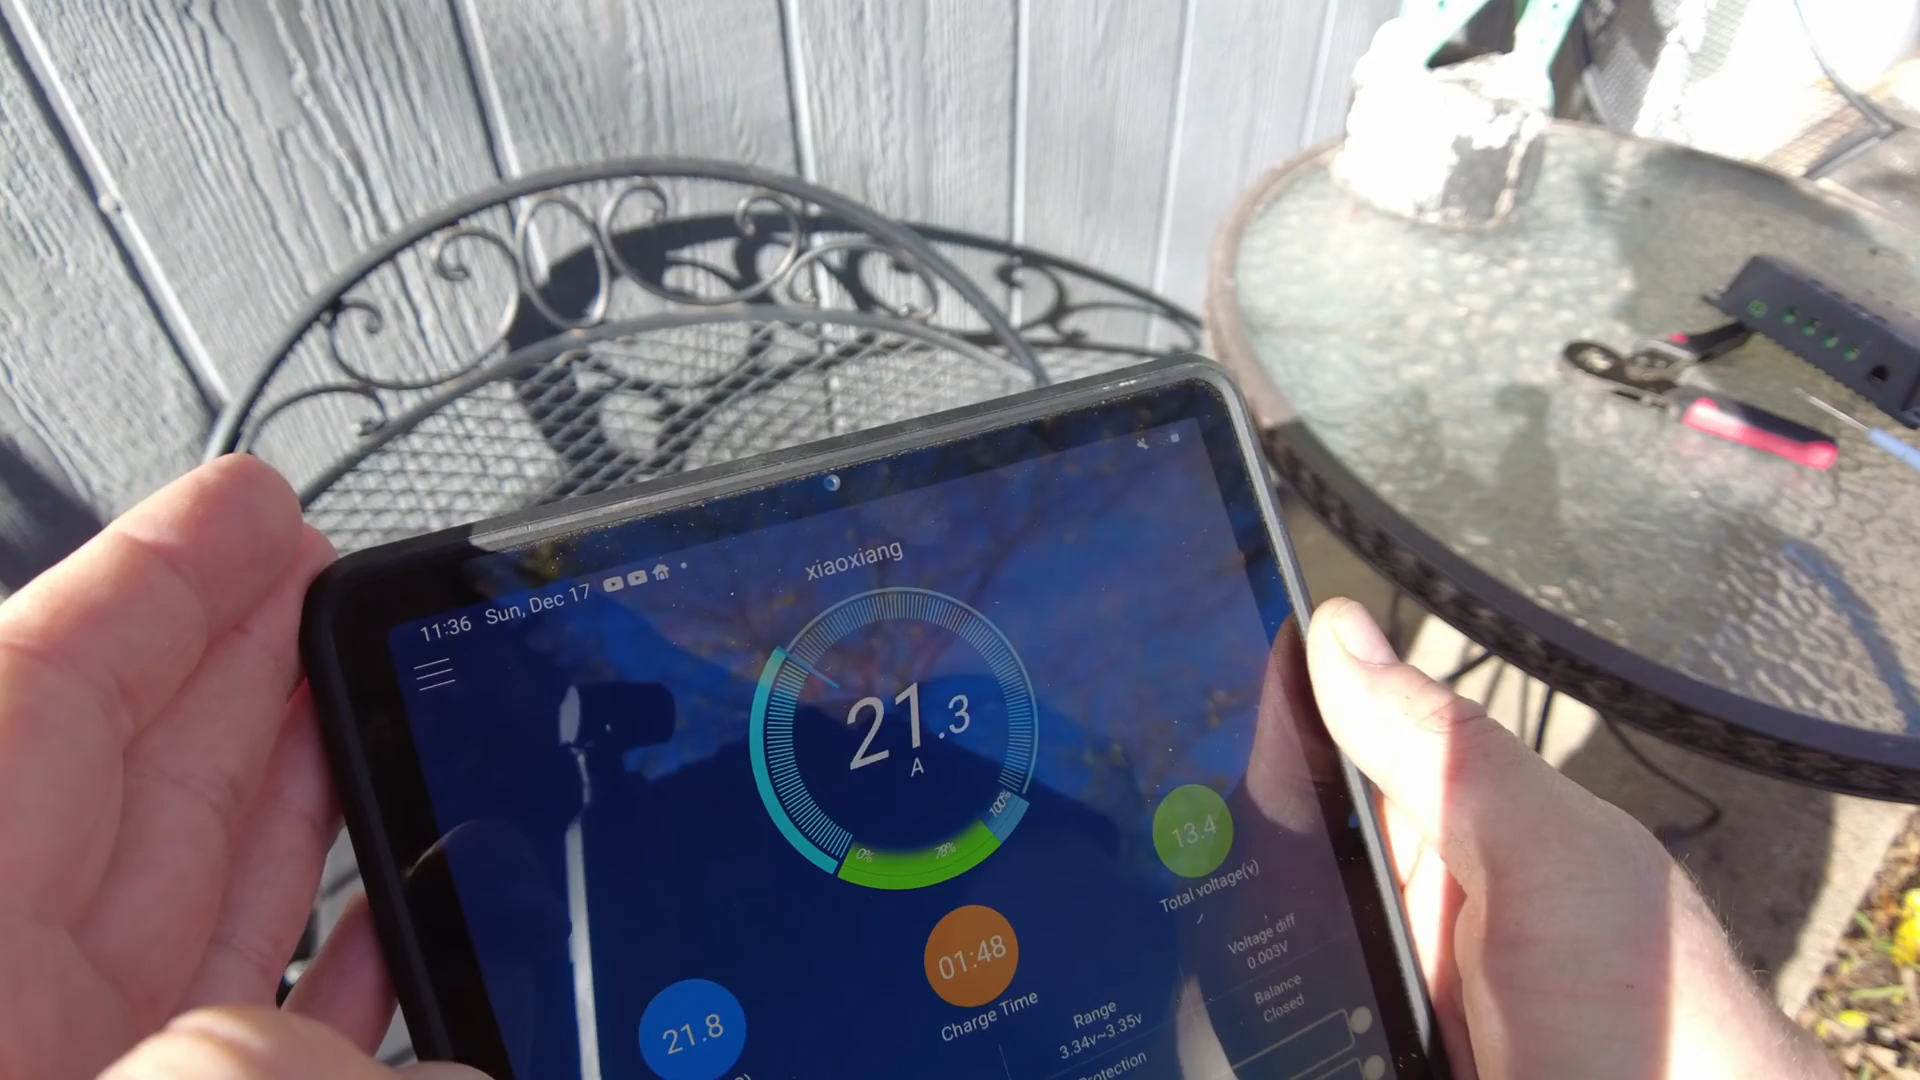 11:36 Sun, Dec 17
xiaoxiang
21.3
A
0%
78%
100%
13.4
Total voltage(v)
01:48
Charge Time
21.8
Voltage diff
0.003V
Range
3.34v~3.35v
Balance
Closed